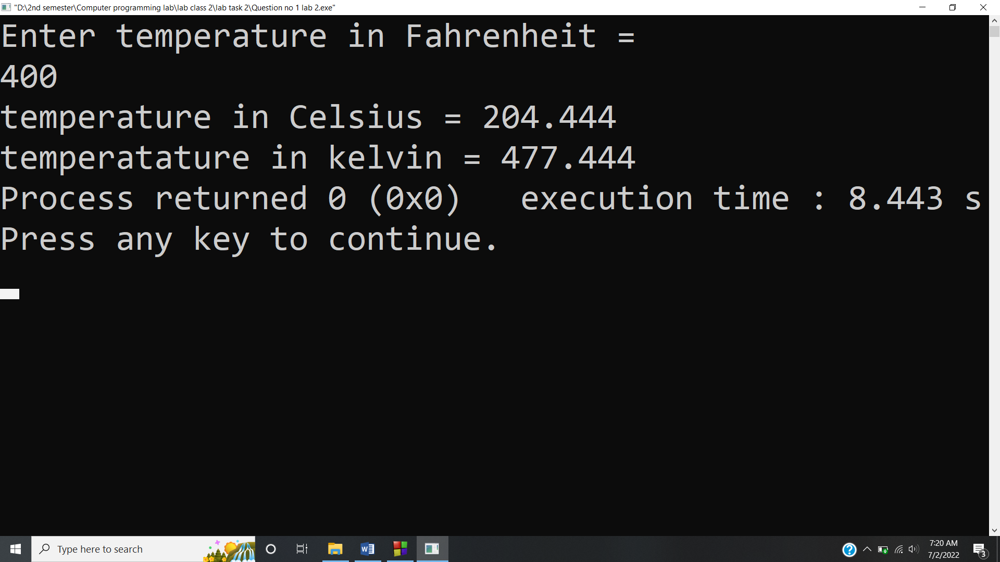 "D:\2nd semester\Computer programming lab\lab class 2\lab task 2\Question no 1 lab 2.exe"
Enter temperature in Fahrenheit =
400
temperature in Celsius = 204.444
temperatature in kelvin = 477.444
Process returned 0 (0x0)   execution time : 8.443 s
Press any key to continue.
Type here to search
7:20 AM
7/2/2022
3